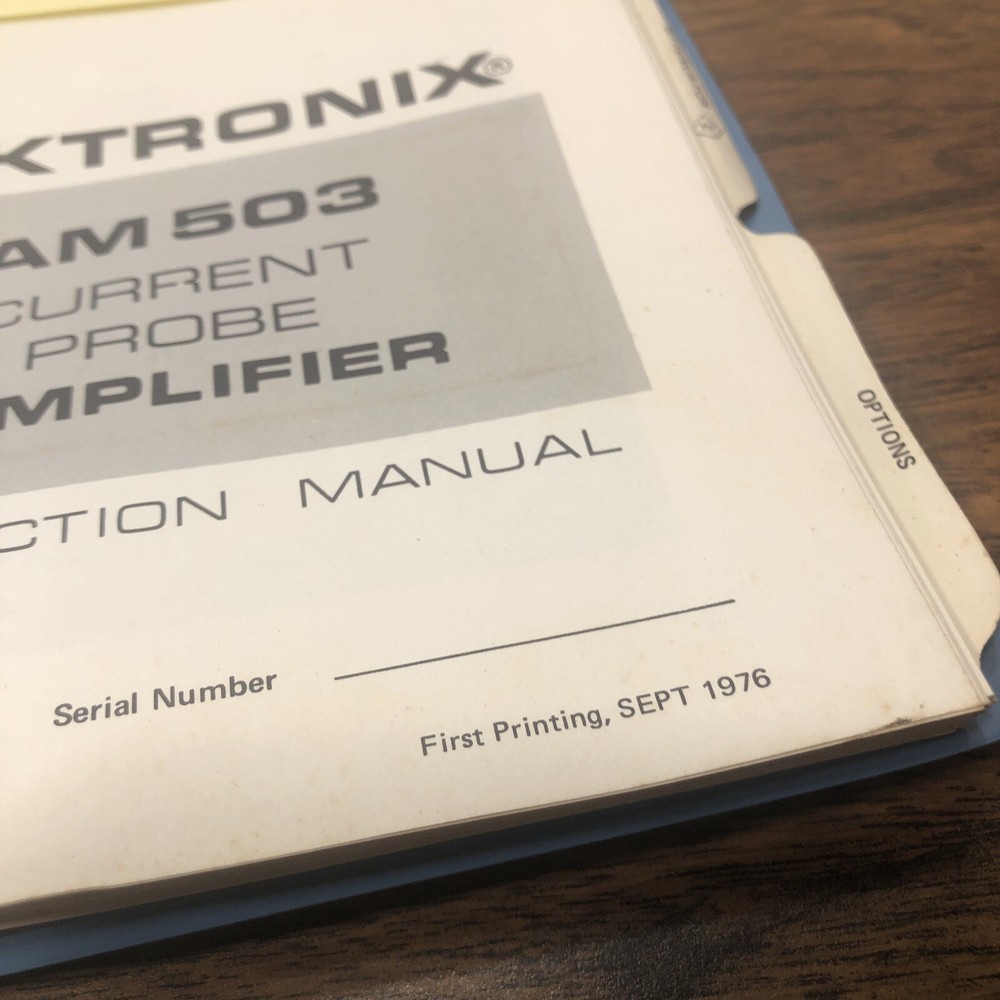 KTRONIX®
AM 503
CURRENT
PROBE
MPLIFIER
CTION MANUAL
Serial Number
First Printing, SEPT 1976
OPTIONS